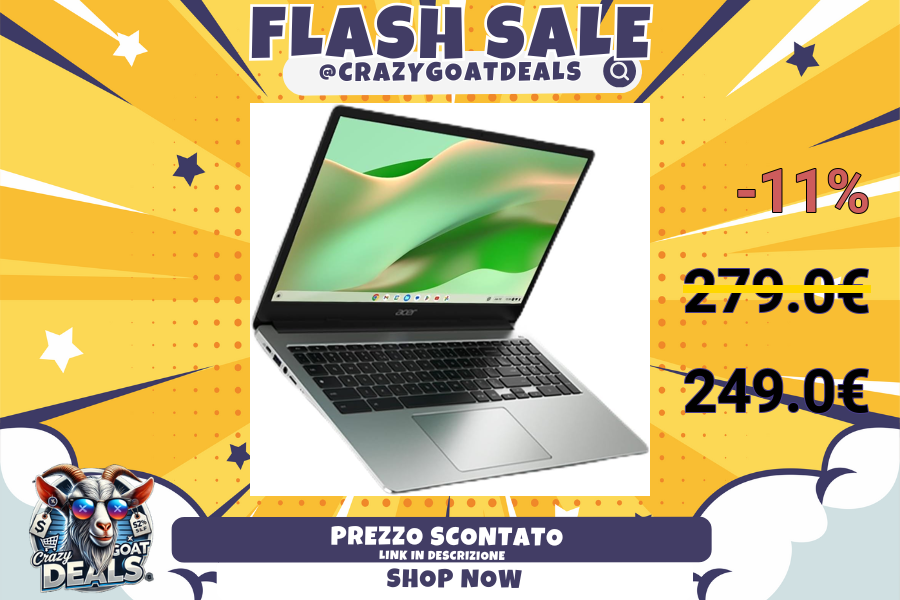 FLASH SALE
@CRAZYGOATDEALS
-11%
279.0€
249.0€
acer
PREZZO SCONTATO
LINK IN DESCRIZIONE
SHOP NOW
$
52%
Crazy
GOAT
DEALS